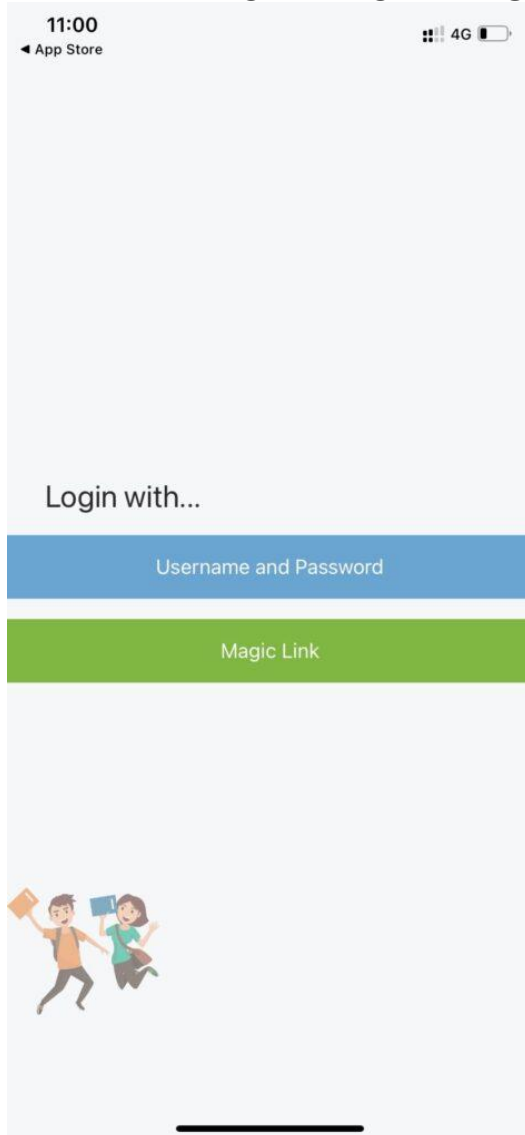 11:00
4G
◀ App Store
Login with...
Username and Password
Magic Link